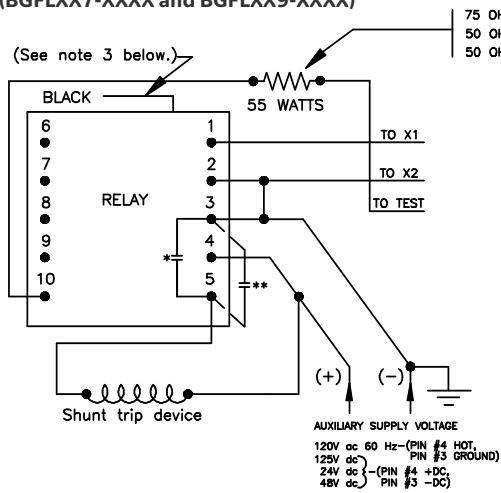 (BGFLXX7-XXXX and BGFLXX9-XXXX)
75
50
50
(See note 3 below.)
BLACK
55 WATTS
6
1
TO X1
7
2
TO X2
8
RELAY
3
TO TEST
9
*
4
**
10
5
(+)
(−)
Shunt trip device
AUXILIARY SUPPLY VOLTAGE
120V ac 60 Hz-(PIN #4 HOT,
PIN #3 GROUND)
125V dc
24V dc }-(PIN #4 +DC,
48V dc PIN #3 -DC)